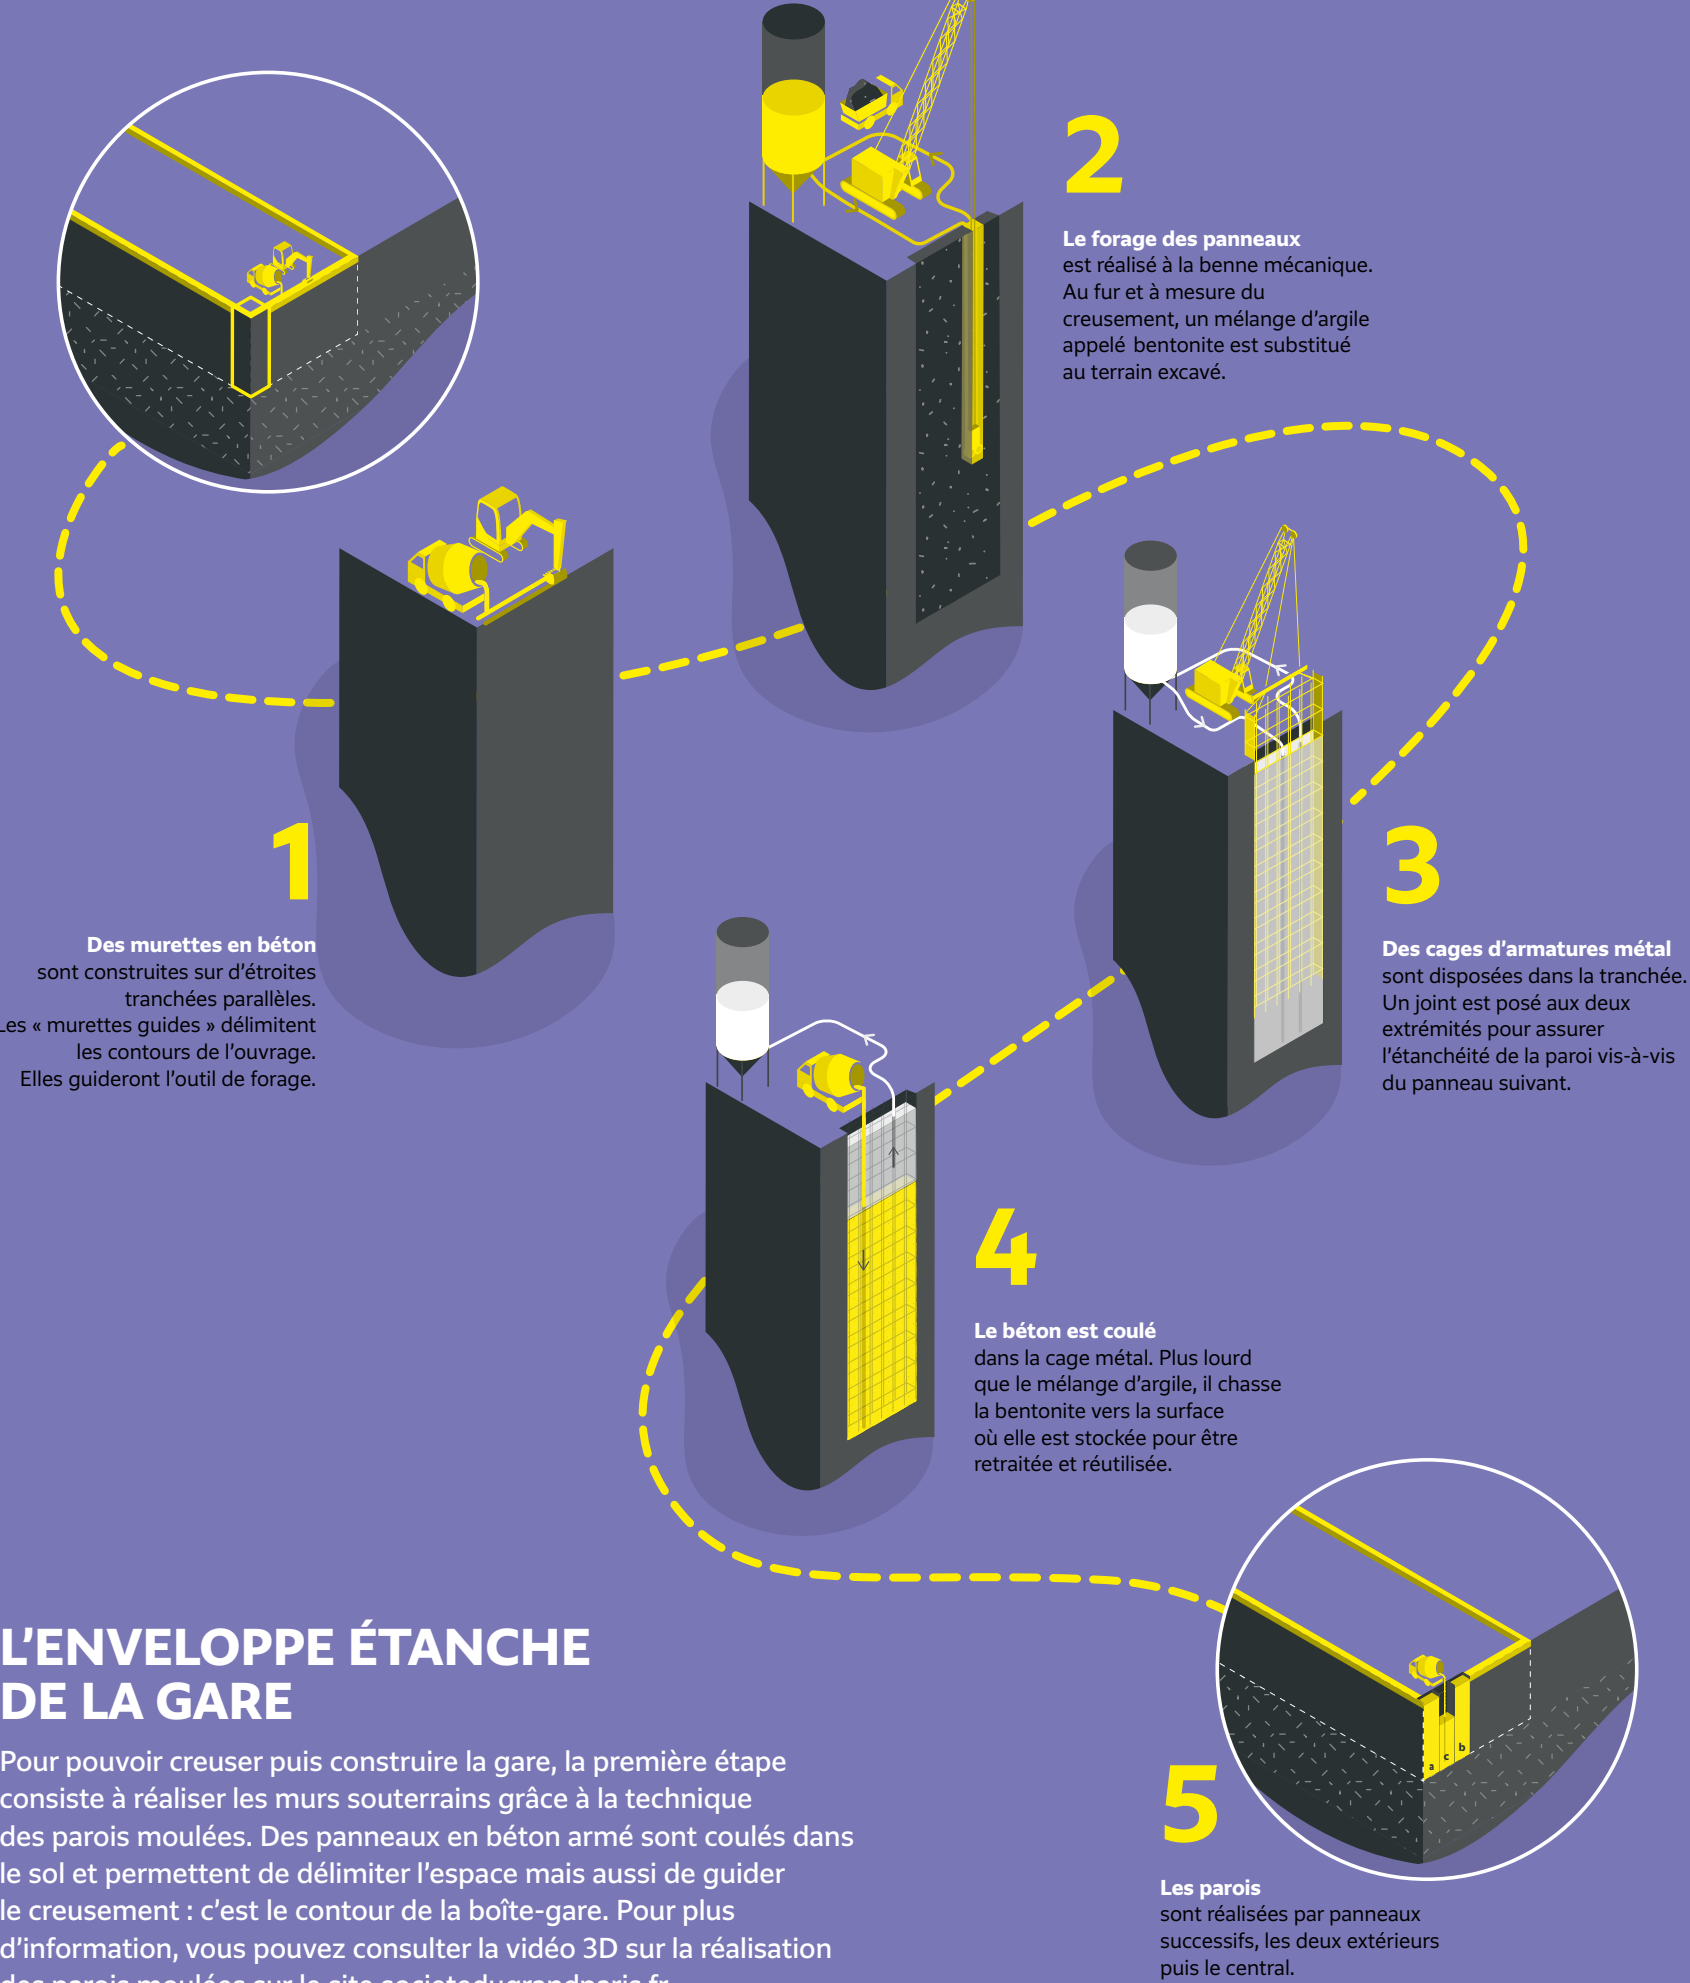 2
Le forage des panneaux
est réalisé à la benne mécanique.
Au fur et à mesure du
creusement, un mélange d’argile
appelé bentonite est substitué
au terrain excavé.
1
Des murettes en béton
sont construites sur d’étroites
tranchées parallèles.
Les « murettes guides » délimitent
les contours de l’ouvrage.
Elles guideront l’outil de forage.
3
Des cages d’armatures métal
sont disposées dans la tranchée.
Un joint est posé aux deux
extrémités pour assurer
l’étanchéité de la paroi vis-à-vis
du panneau suivant.
4
Le béton est coulé
dans la cage métal. Plus lourd
que le mélange d’argile, il chasse
la bentonite vers la surface
où elle est stockée pour être
retraitée et réutilisée.
L’ENVELOPPE ÉTANCHE
DE LA GARE
Pour pouvoir creuser puis construire la gare, la première étape
consiste à réaliser les murs souterrains grâce à la technique
des parois moulées. Des panneaux en béton armé sont coulés dans
le sol et permettent de délimiter l’espace mais aussi de guider
le creusement : c’est le contour de la boîte-gare. Pour plus
d’information, vous pouvez consulter la vidéo 3D sur la réalisation
des parois moulées sur le site societedugrandparis.fr
a
c
b
5
Les parois
sont réalisées par panneaux
successifs, les deux extérieurs
puis le central.